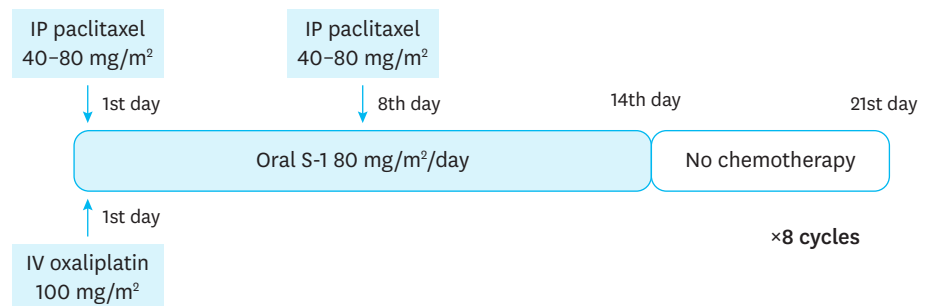 IP paclitaxel
40–80 mg/m²
IP paclitaxel
40–80 mg/m²
1st day
8th day
14th day
21st day
Oral S-1 80 mg/m²/day
No chemotherapy
1st day
×8 cycles
IV oxaliplatin
100 mg/m²